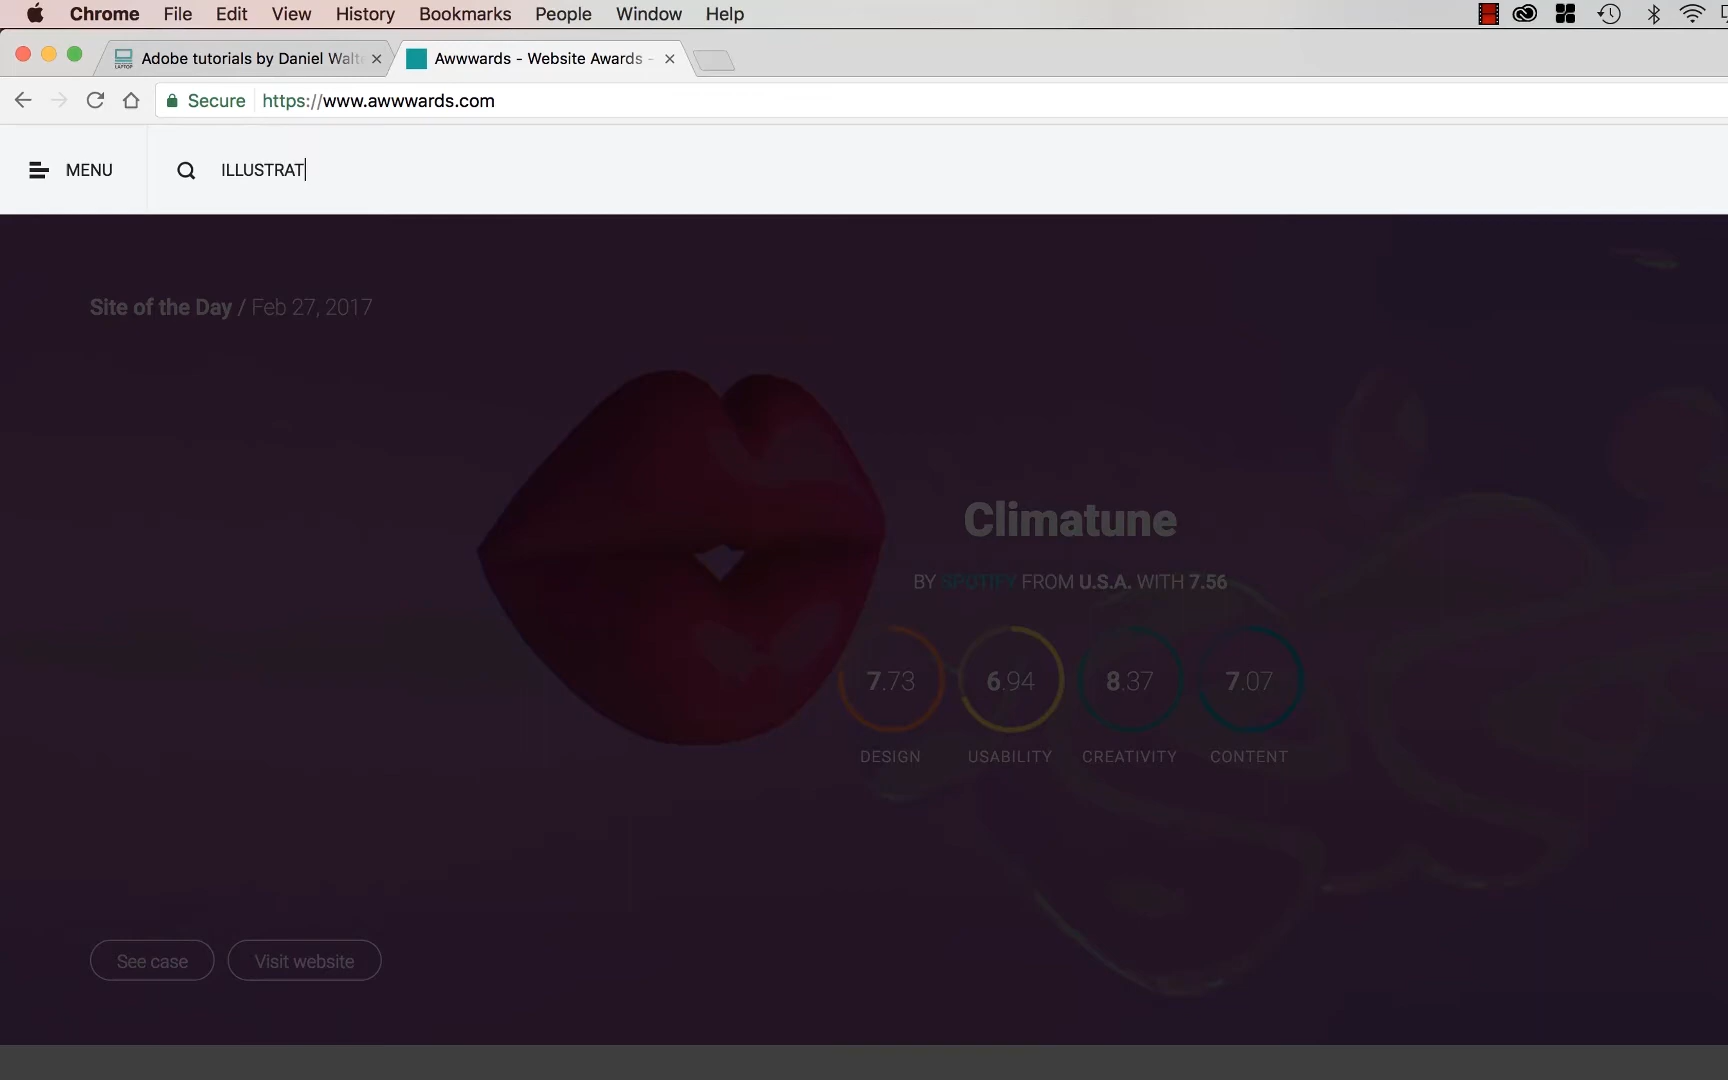 Chrome File Edit View History Bookmarks People Window Help
Adobe tutorials by Daniel Walt
Awwwards - Website Awards -
Secure https://www.awwwards.com
MENU
ILLUSTRAT
Site of the Day / Feb 27, 2017
Climatune
BY SPOTIFY FROM U.S.A. WITH 7.56
7.73 6.94 8.37 7.07
DESIGN USABILITY CREATIVITY CONTENT
See case Visit website